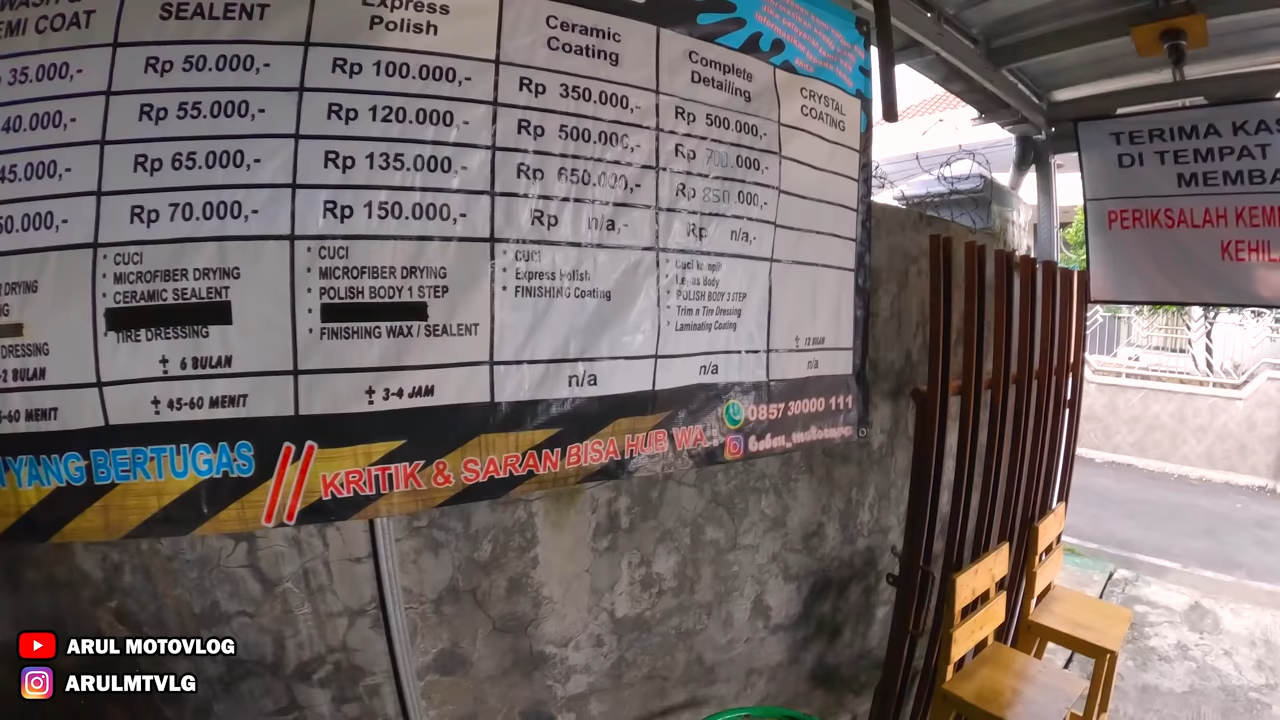 EMI COAT
SEALENT
Express
Polish
Ceramic
Coating
Complete
Detailing
CRYSTAL
COATING
35.000,-
Rp 50.000,-
Rp 100.000,-
Rp 350.000,-
Rp 500.000,-
40.000,-
Rp 55.000,-
Rp 120.000,-
Rp 500.000,-
Rp 700.000,-
45.000,-
Rp 65.000,-
Rp 135.000,-
Rp 650.000,-
Rp 850.000,-
50.000,-
Rp 70.000,-
Rp 150.000,-
Rp n/a,-
Rp n/a,-
DRYING
DRESSING
-2 BULAN
-60 MENIT
* CUCI
* MICROFIBER DRYING
* CERAMIC SEALENT
TIRE DRESSING
± 6 BULAN
± 45-60 MENIT
* CUCI
* MICROFIBER DRYING
* POLISH BODY 1 STEP
*
* FINISHING WAX / SEALENT
± 3-4 JAM
* CUCI
* Express Polish
* FINISHING Coating
n/a
* Cuci komplit
* Lepas Body
* POLISH BODY 3 STEP
* Trim n Tire Dressing
* Laminating Coating
n/a
± 12 BULAN
n/a
YANG BERTUGAS // KRITIK & SARAN BISA HUB WA :
0857 30000 111
TERIMA KAS
DI TEMPAT
MEMBA
PERIKSALAH KEM
KEHIL
ARUL MOTOVLOG
ARULMTVLG